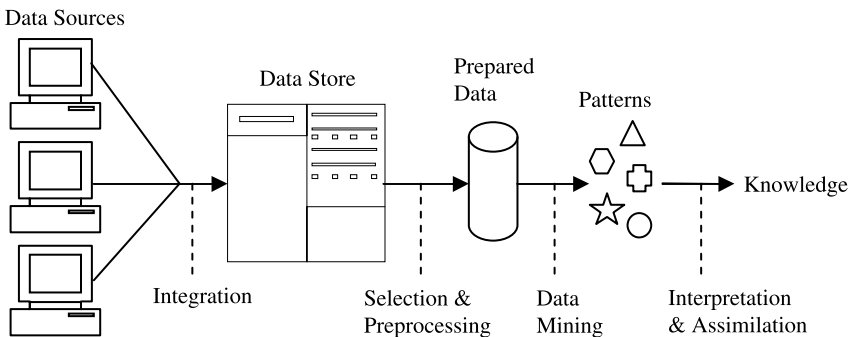 Data Sources
Data Store
Prepared
Data
Patterns
Knowledge
Integration
Selection &
Preprocessing
Data
Mining
Interpretation
& Assimilation